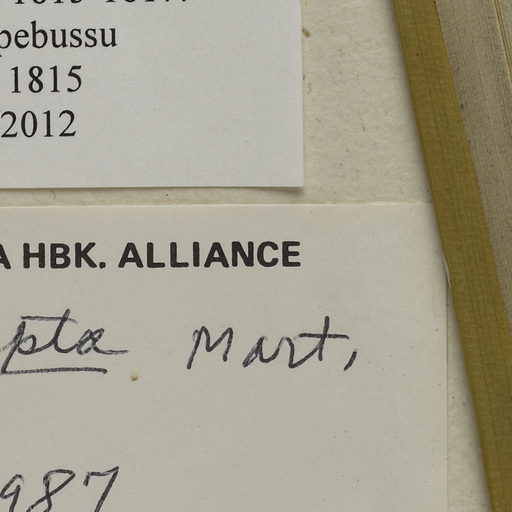 pebussu
1815
2012
A HBK. ALLIANCE
pta Mart,
987